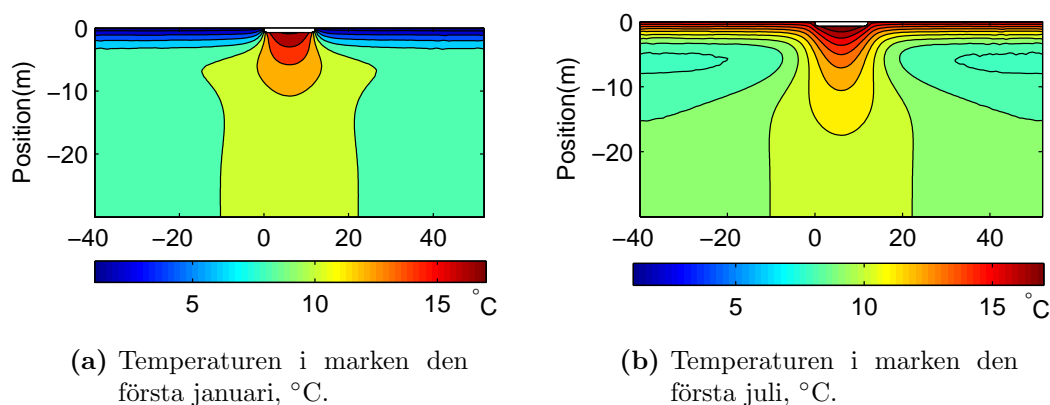 0
−10
−20
Position(m)
−40 −20 0 20 40
5 10 15 °C
(a) Temperaturen i marken den
första januari, °C.
0
−10
−20
Position(m)
−40 −20 0 20 40
5 10 15 °C
(b) Temperaturen i marken den
första juli, °C.